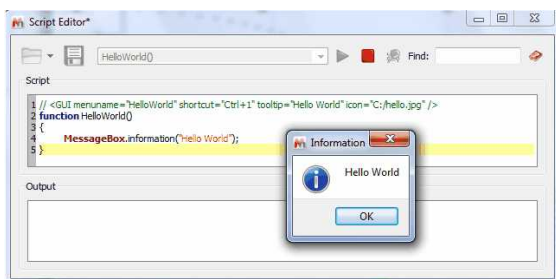 Script Editor*
HelloWorld()
Find:
Script
1 // <GUI menuname="HelloWorld" shortcut="Ctrl+1" tooltip="Hello World" icon="C:/hello.jpg" />
2 function HelloWorld()
3 {
4 MessageBox.information("Hello World");
5 }
Information
Hello World
OK
Output